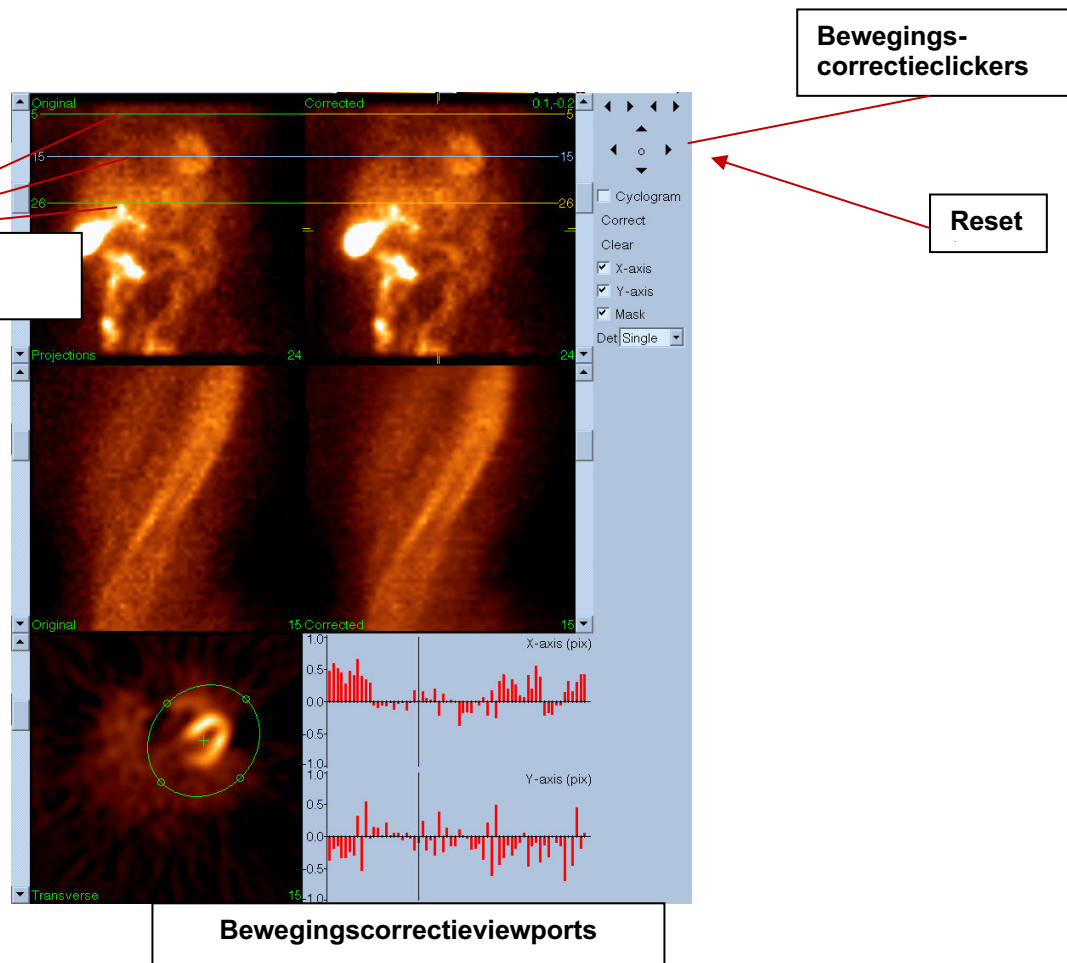 Bewegings-
correctieclickers
Original
Corrected
0.1,-0.2
5
5
15
15
26
26
Cyclogram
Correct
Clear
X-axis
Y-axis
Mask
Det Single
Reset
Projections
24
24
Original
15
Corrected
15
1.0
X-axis (pix)
0.5
0.0
-0.5
-1.0
1.0
Y-axis (pix)
0.5
0.0
-0.5
-1.0
Transverse
15
Bewegingscorrectieviewports